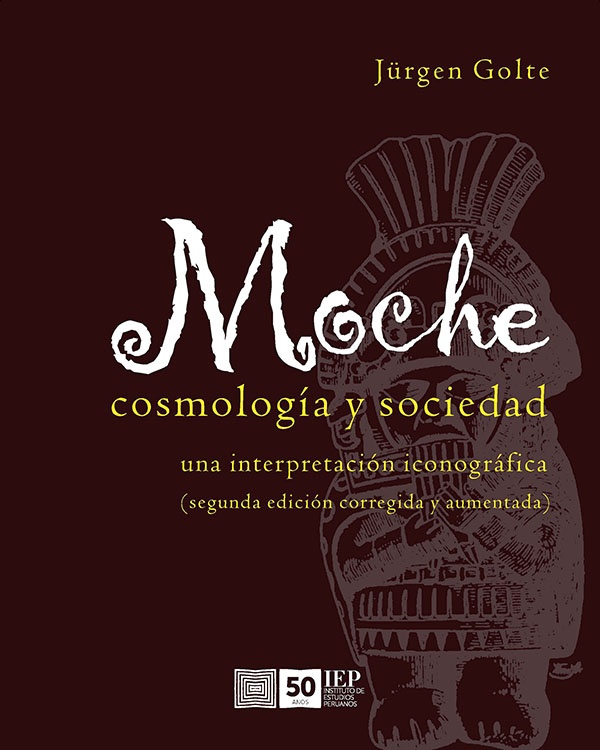 Jürgen Golte
Moche
cosmología y sociedad
una interpretación iconográfica
(segunda edición corregida y aumentada)
50
AÑOS
IEP
INSTITUTO DE
ESTUDIOS
PERUANOS